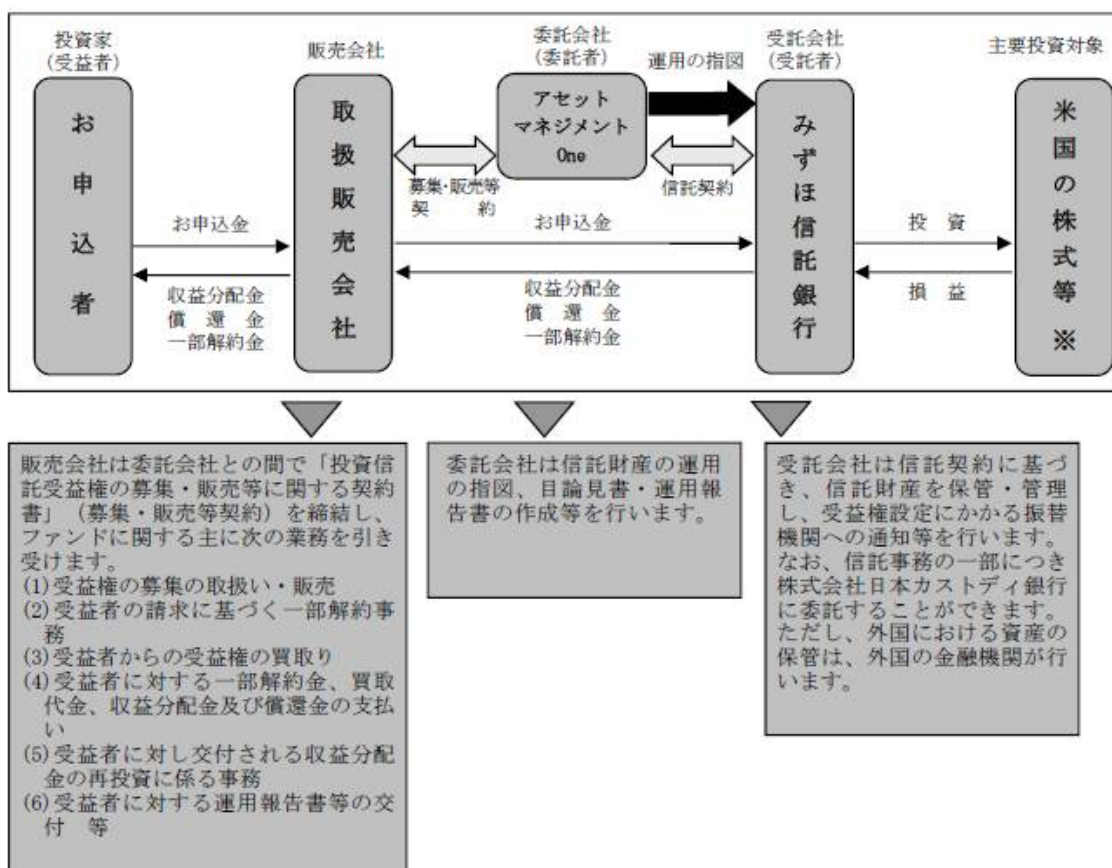 投資家
(受益者)
販売会社
委託会社
(委託者)
運用の指図
受託会社
(受託者)
主要投資対象
お申込者
取扱販売会社
アセット
マネジメント
One
みずほ信託銀行
米国の株式等※
募集・販売等
契約
信託契約
お申込金
お申込金
投資
収益分配金
償還金
一部解約金
収益分配金
償還金
一部解約金
損益
販売会社は委託会社との間で「投資信
託受益権の募集・販売等に関する契約
書」（募集・販売等契約）を締結し、
ファンドに関する主に次の業務を引き
受けます。
(1)受益権の募集の取扱い・販売
(2)受益者の請求に基づく一部解約事
務
(3)受益者からの受益権の買取り
(4)受益者に対する一部解約金、買取
代金、収益分配金及び償還金の支払
い
(5)受益者に対し交付される収益分配
金の再投資に係る事務
(6)受益者に対する運用報告書等の交
付　等
委託会社は信託財産の運用
の指図、目論見書・運用報
告書の作成等を行います。
受託会社は信託契約に基づ
き、信託財産を保管・管理
し、受益権設定にかかる振替
機関への通知等を行います。
なお、信託事務の一部につき
株式会社日本カストディ銀行
に委託することができます。
ただし、外国における資産の
保管は、外国の金融機関が行
います。